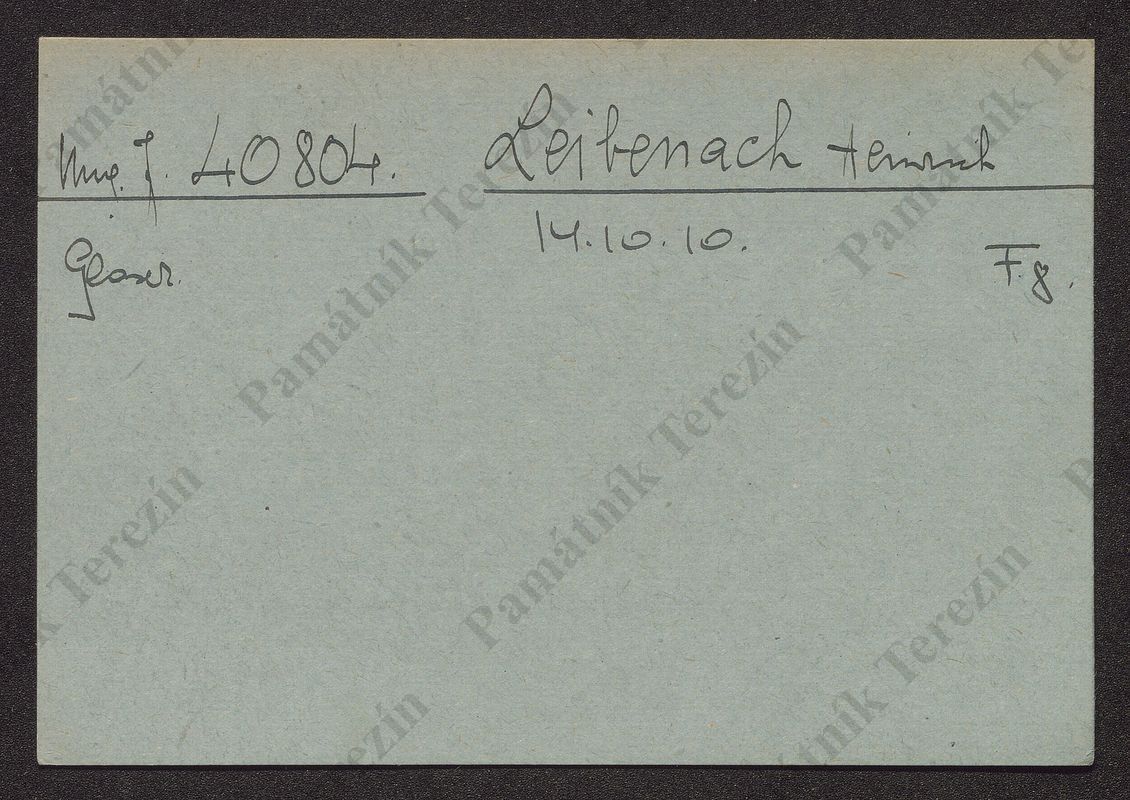 Ung. J. 40804. Leibenach Heinrich
14.10.10.
Glaser. F. 8.
Památník Terezín